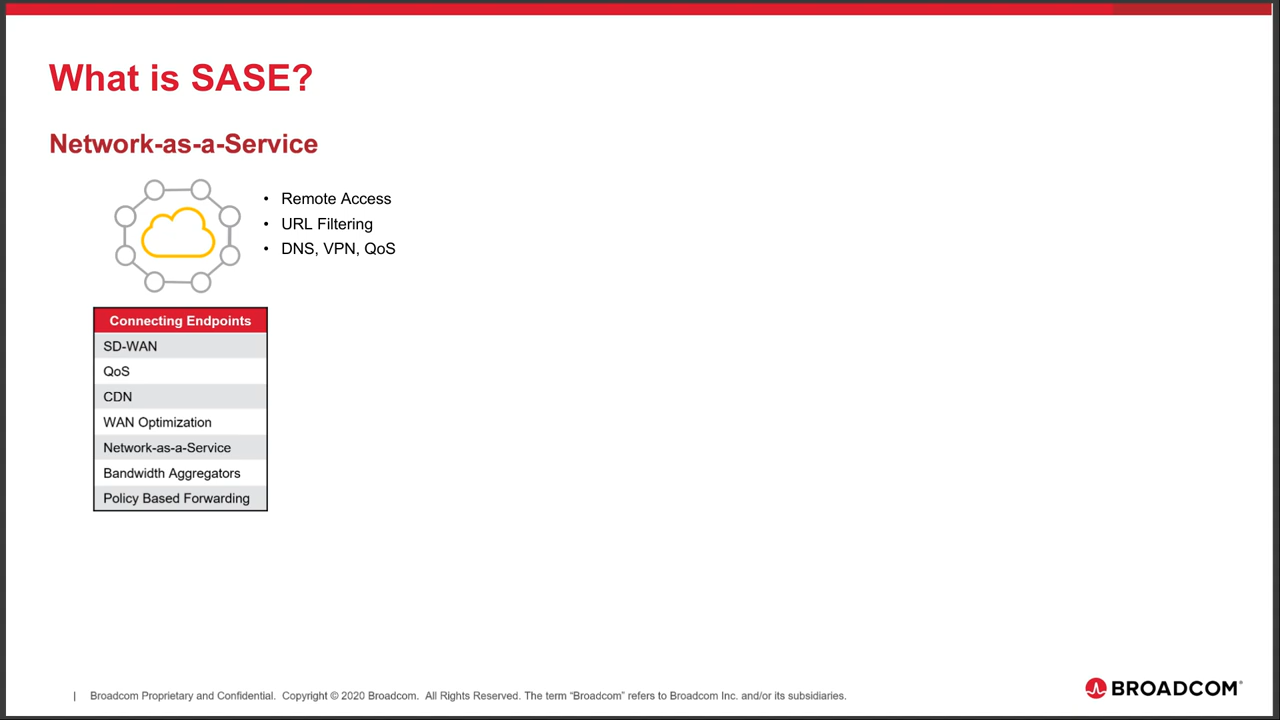 What is SASE?
Network-as-a-Service
• Remote Access
• URL Filtering
• DNS, VPN, QoS
Connecting Endpoints
SD-WAN
QoS
CDN
WAN Optimization
Network-as-a-Service
Bandwidth Aggregators
Policy Based Forwarding
| Broadcom Proprietary and Confidential. Copyright © 2020 Broadcom. All Rights Reserved. The term “Broadcom” refers to Broadcom Inc. and/or its subsidiaries.
BROADCOM®